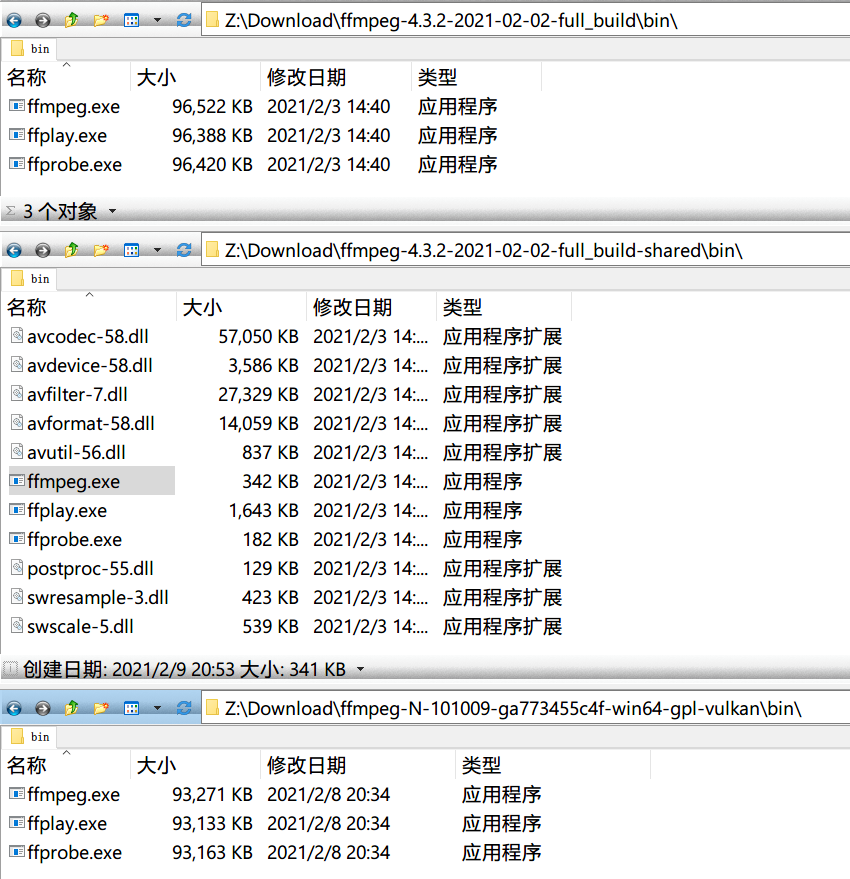 Z:\Download\ffmpeg-4.3.2-2021-02-02-full_build\bin\
bin
名称 大小 修改日期 类型
ffmpeg.exe 96,522 KB 2021/2/3 14:40 应用程序
ffplay.exe 96,388 KB 2021/2/3 14:40 应用程序
ffprobe.exe 96,420 KB 2021/2/3 14:40 应用程序
Σ 3 个对象
Z:\Download\ffmpeg-4.3.2-2021-02-02-full_build-shared\bin\
bin
名称 大小 修改日期 类型
avcodec-58.dll 57,050 KB 2021/2/3 14:... 应用程序扩展
avdevice-58.dll 3,586 KB 2021/2/3 14:... 应用程序扩展
avfilter-7.dll 27,329 KB 2021/2/3 14:... 应用程序扩展
avformat-58.dll 14,059 KB 2021/2/3 14:... 应用程序扩展
avutil-56.dll 837 KB 2021/2/3 14:... 应用程序扩展
ffmpeg.exe 342 KB 2021/2/3 14:... 应用程序
ffplay.exe 1,643 KB 2021/2/3 14:... 应用程序
ffprobe.exe 182 KB 2021/2/3 14:... 应用程序
postproc-55.dll 129 KB 2021/2/3 14:... 应用程序扩展
swresample-3.dll 423 KB 2021/2/3 14:... 应用程序扩展
swscale-5.dll 539 KB 2021/2/3 14:... 应用程序扩展
创建日期: 2021/2/9 20:53 大小: 341 KB
Z:\Download\ffmpeg-N-101009-ga773455c4f-win64-gpl-vulkan\bin\
bin
名称 大小 修改日期 类型
ffmpeg.exe 93,271 KB 2021/2/8 20:34 应用程序
ffplay.exe 93,133 KB 2021/2/8 20:34 应用程序
ffprobe.exe 93,163 KB 2021/2/8 20:34 应用程序